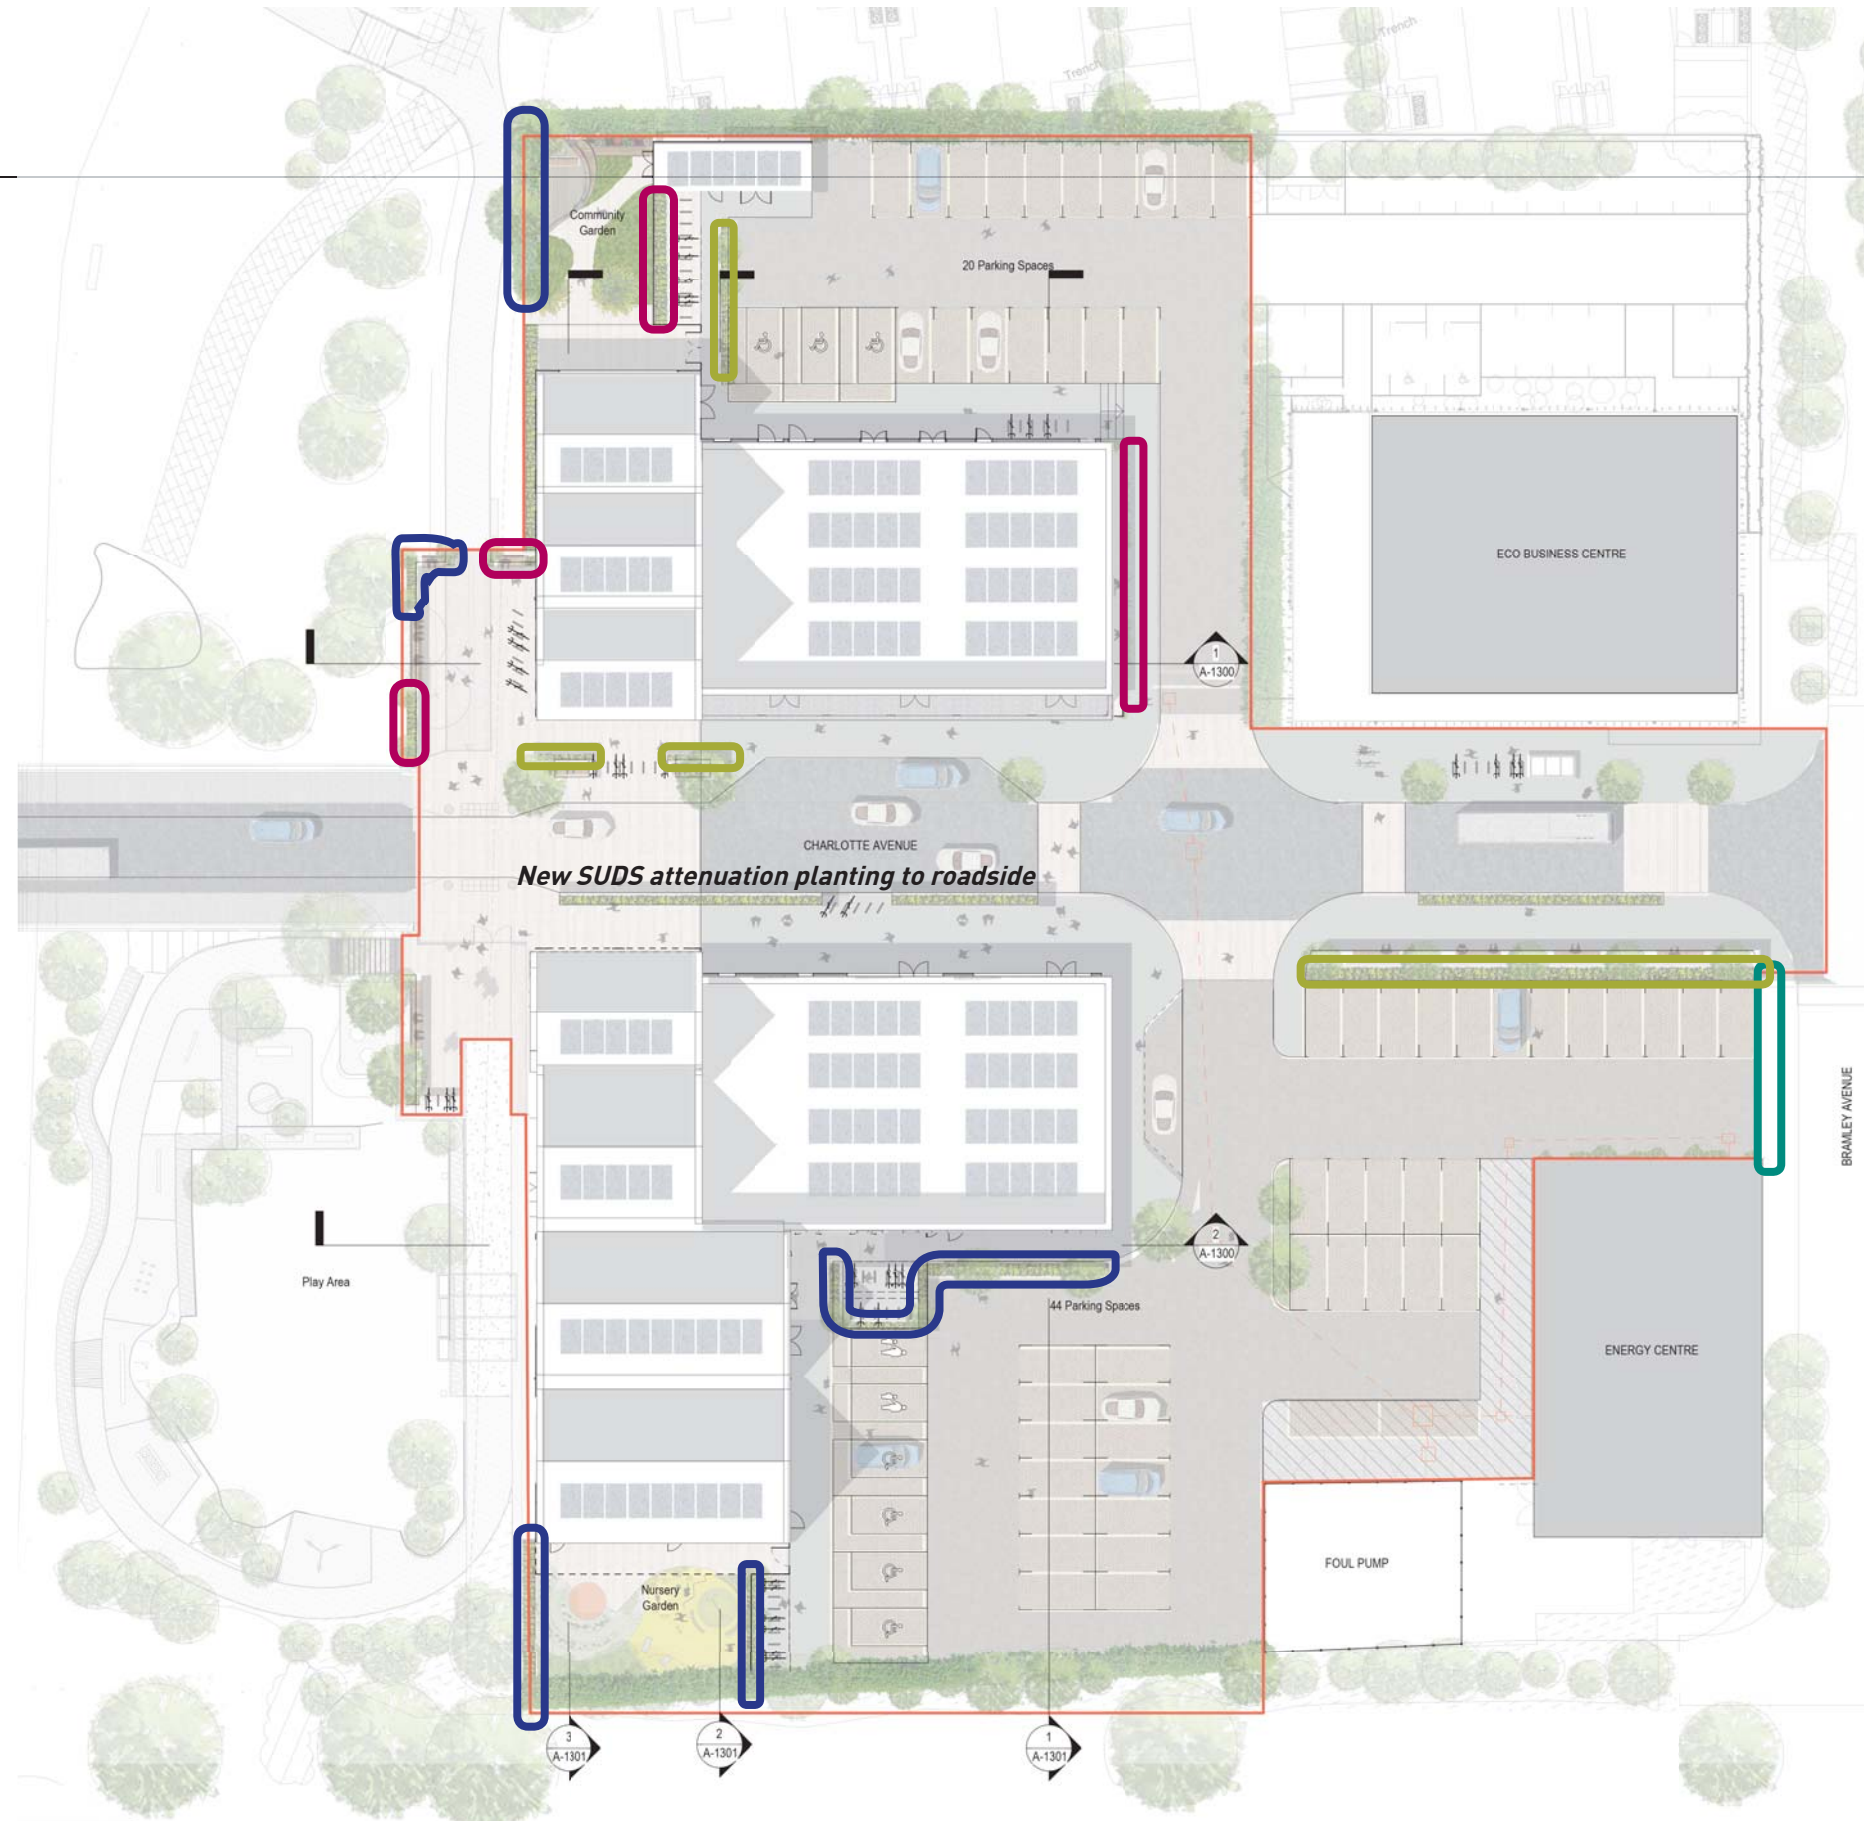 Trench
Trench
Community
Garden
20 Parking Spaces
ECO BUSINESS CENTRE
1
A-1300
CHARLOTTE AVENUE
New SUDS attenuation planting to roadside
BRAMLEY AVENUE
2
A-1300
Play Area
44 Parking Spaces
ENERGY CENTRE
FOUL PUMP
Nursery
Garden
3
A-1301
2
A-1301
1
A-1301